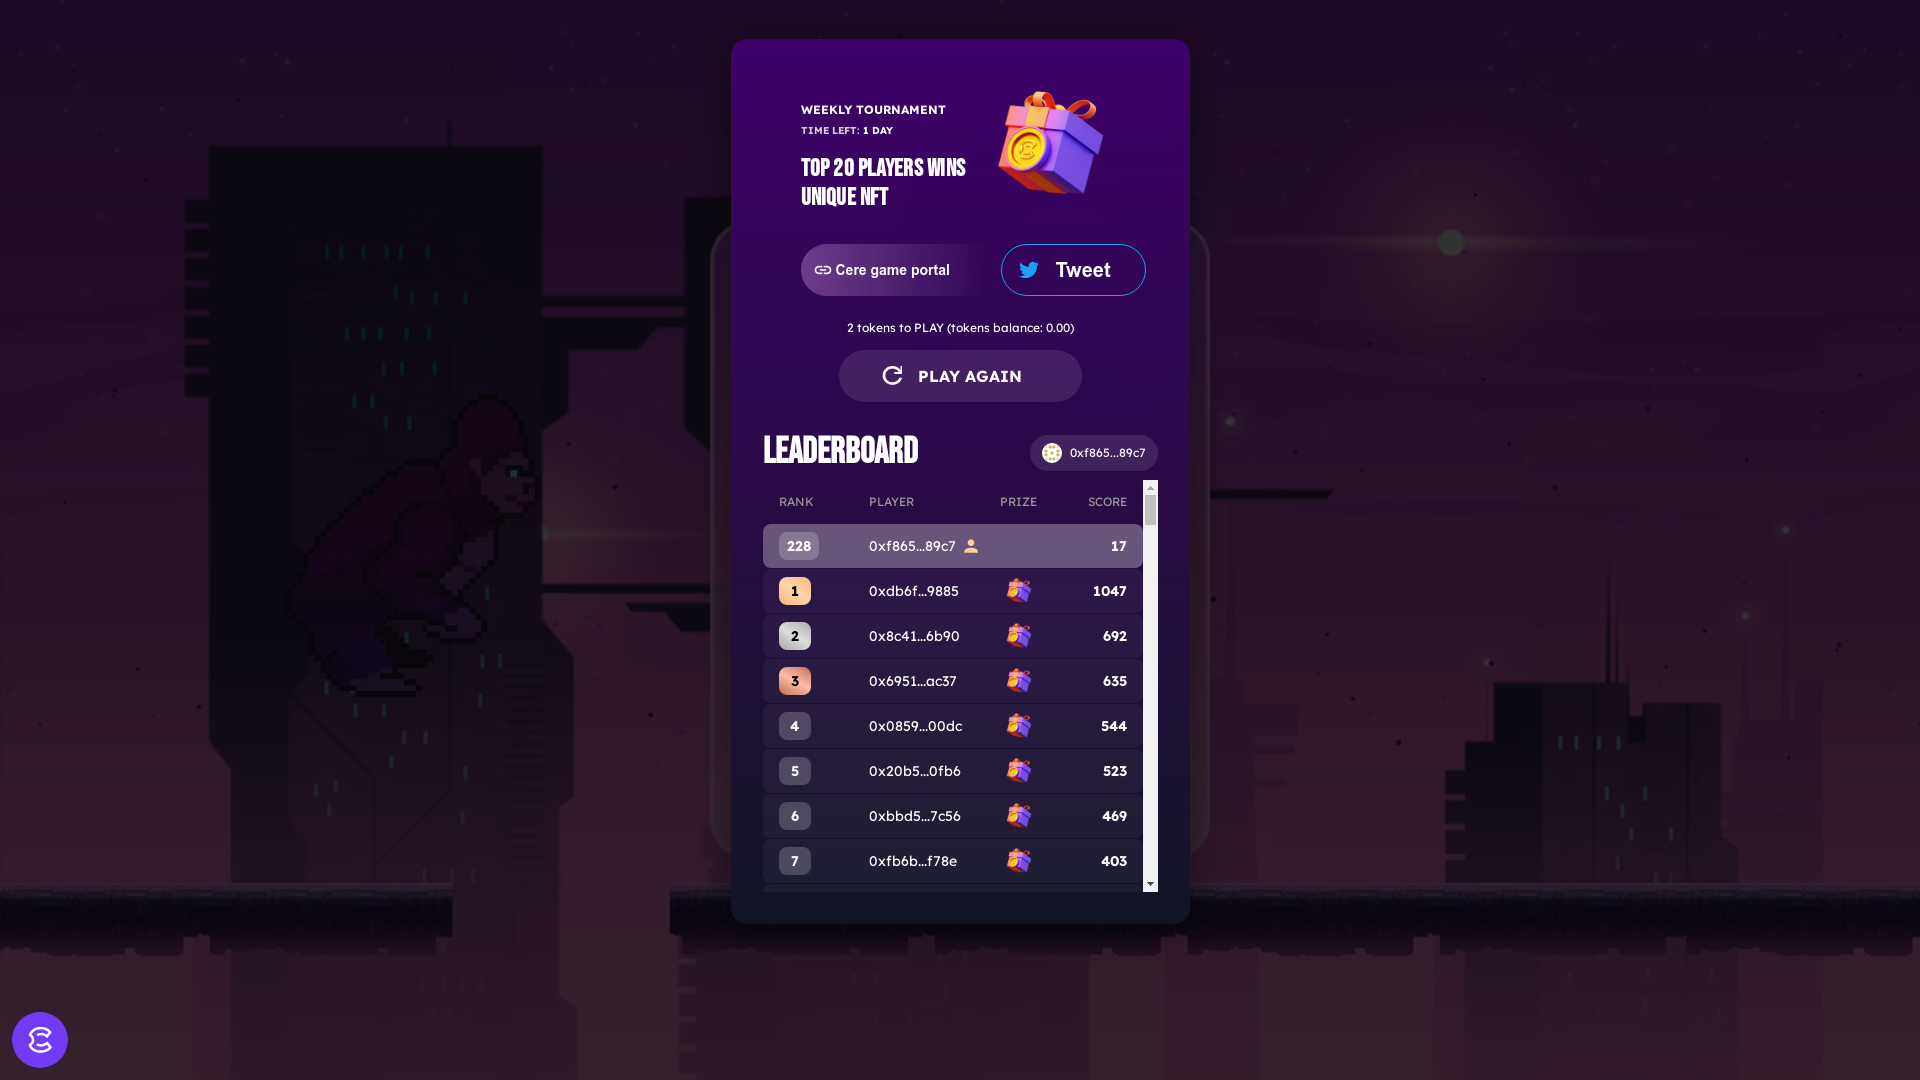 WEEKLY TOURNAMENT
TIME LEFT: 1 DAY
TOP 20 PLAYERS WINS
UNIQUE NFT
Cere game portal
Tweet
2 tokens to PLAY (tokens balance: 0.00)
PLAY AGAIN
LEADERBOARD
0xf865...89c7
RANK PLAYER PRIZE SCORE
228 0xf865...89c7 17
1 0xdb6f...9885 1047
2 0x8c41...6b90 692
3 0x6951...ac37 635
4 0x0859...00dc 544
5 0x20b5...0fb6 523
6 0xbbd5...7c56 469
7 0xfb6b...f78e 403